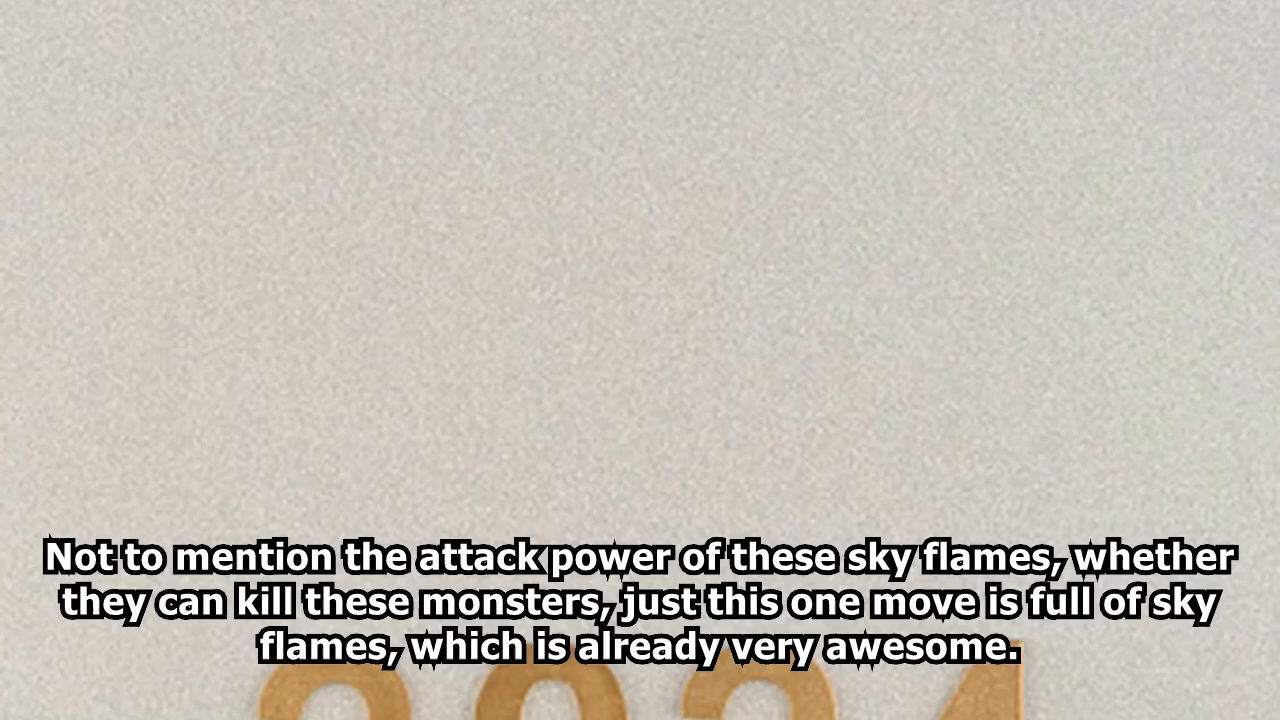 Not to mention the attack power of these sky flames, whether
they can kill these monsters, just this one move is full of sky
flames, which is already very awesome.